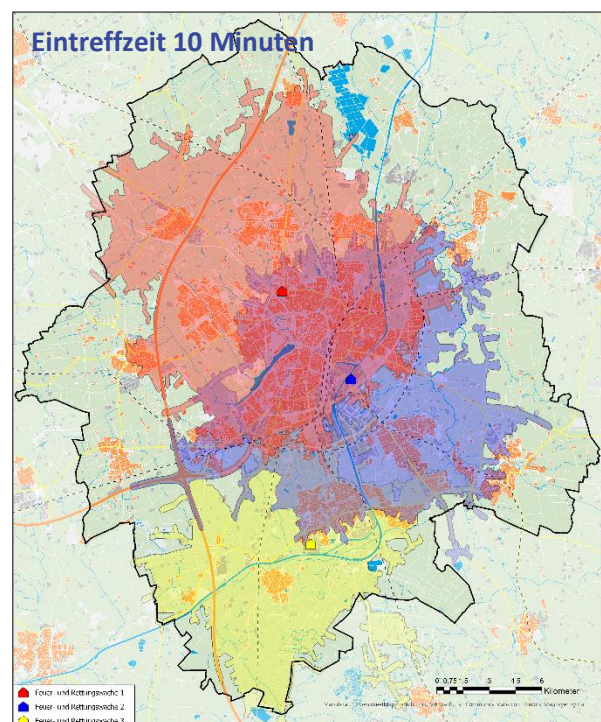 Eintreffzeit 10 Minuten
0 0,75 1,5 3 4,5 6
Kilometer
Feuer- und Rettungswache 1
Feuer- und Rettungswache 2
Feuer- und Rettungswache 3